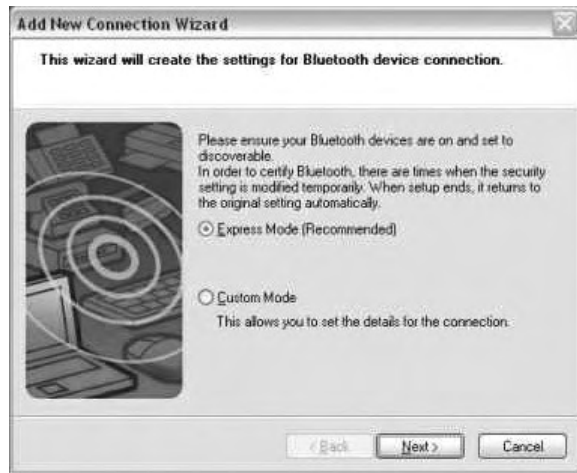 Add New Connection Wizard
This wizard will create the settings for Bluetooth device connection.
Please ensure your Bluetooth devices are on and set to
discoverable.
In order to certify Bluetooth, there are times when the security
setting is modified temporarily. When setup ends, it returns to
the original setting automatically.
Express Mode (Recommended)
Custom Mode
This allows you to set the details for the connection.
< Back Next > Cancel